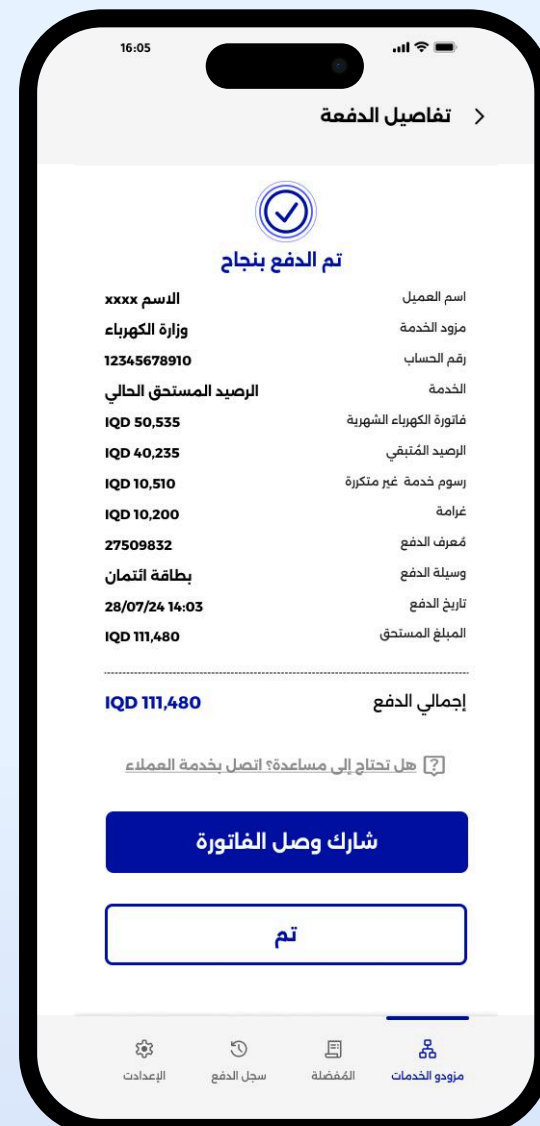 16:05
تفاصيل الدفعة
تم الدفع بنجاح
اسم العميل الاسم xxxx
مزود الخدمة وزارة الكهرباء
رقم الحساب 12345678910
الخدمة الرصيد المستحق الحالي
فاتورة الكهرباء الشهرية IQD 50,535
الرصيد المُتبقي IQD 40,235
رسوم خدمة غير متكررة IQD 10,510
غرامة IQD 10,200
مُعرف الدفع 27509832
وسيلة الدفع بطاقة ائتمان
تاريخ الدفع 28/07/24 14:03
المبلغ المستحق IQD 111,480
إجمالي الدفع IQD 111,480
هل تحتاج إلى مساعدة؟ اتصل بخدمة العملاء
شارك وصل الفاتورة
تم
مزودو الخدمات المُفضلة سجل الدفع الإعدادت